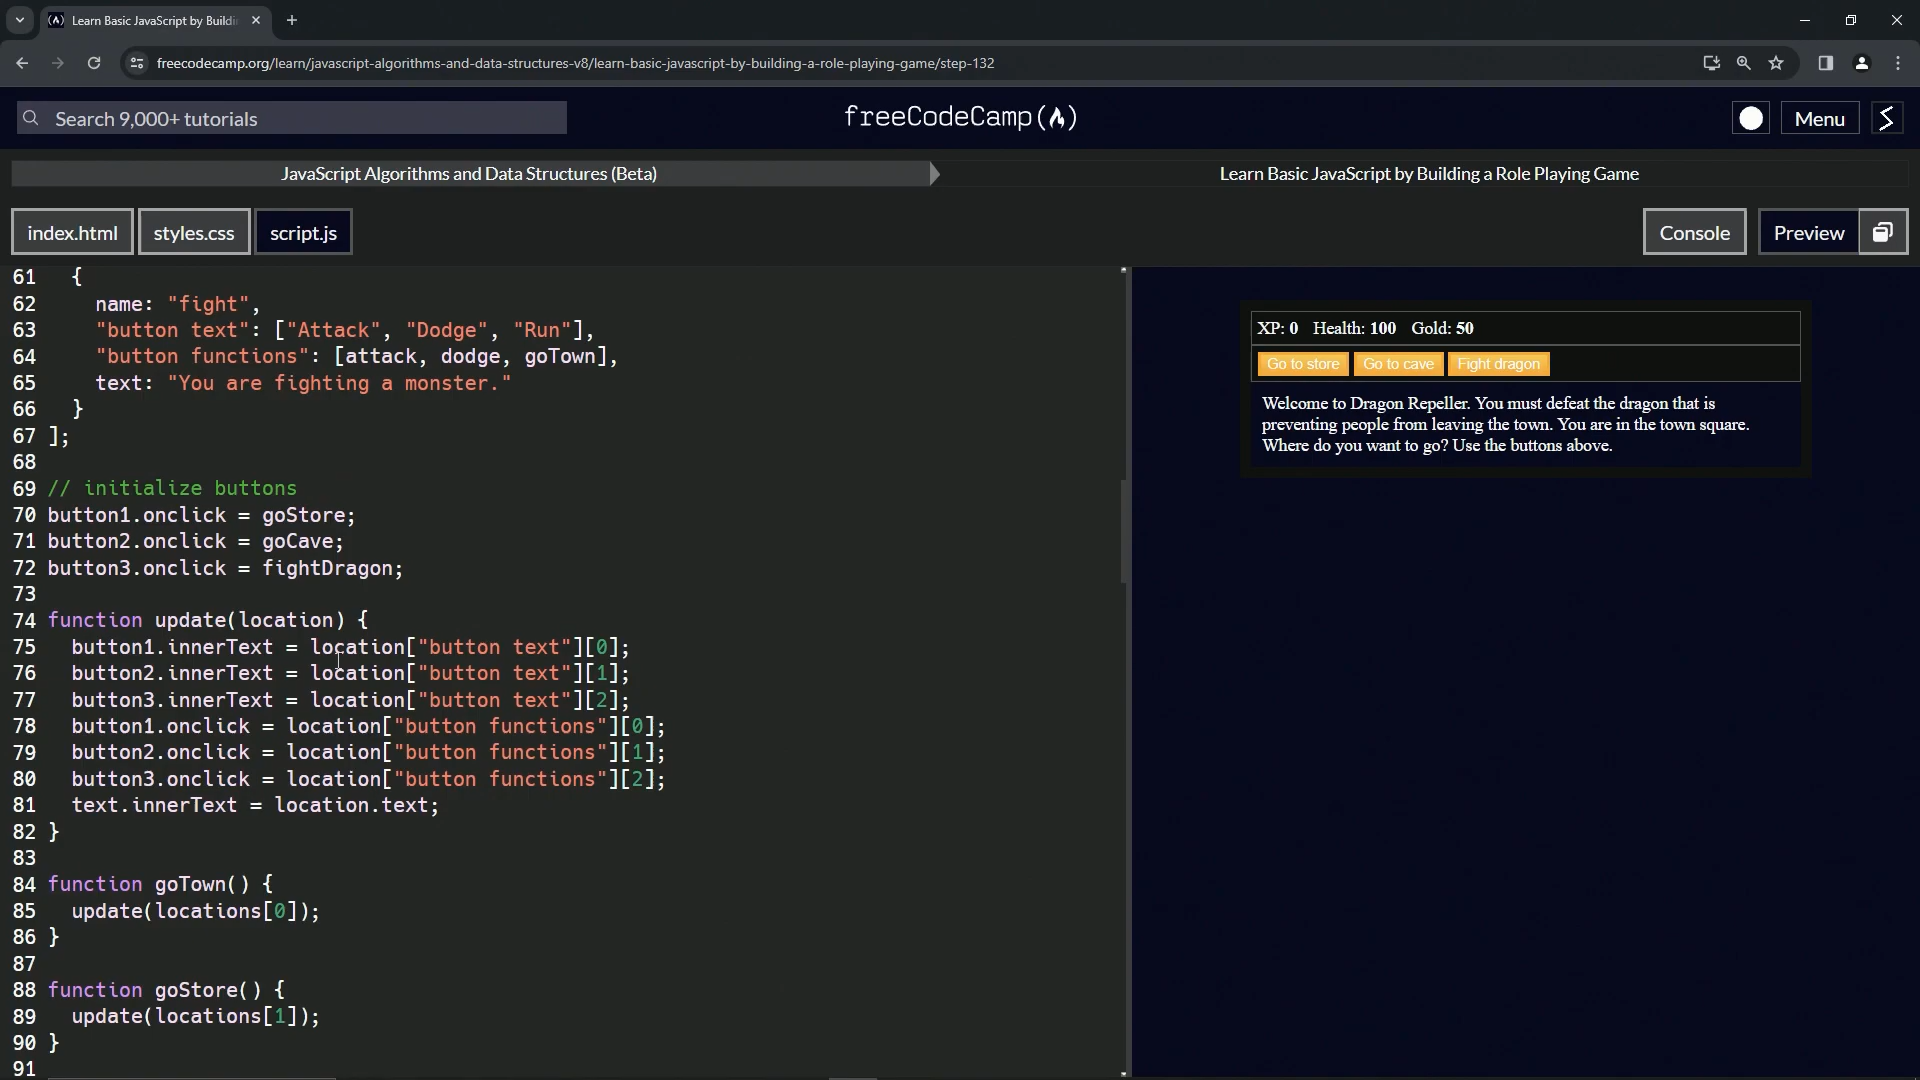 Learn Basic JavaScript by Buildi
freecodecamp.org/learn/javascript-algorithms-and-data-structures-v8/learn-basic-javascript-by-building-a-role-playing-game/step-132
Search 9,000+ tutorials
freeCodeCamp(🔥)
Menu
JavaScript Algorithms and Data Structures (Beta)
Learn Basic JavaScript by Building a Role Playing Game
index.html
styles.css
script.js
Console
Preview
61 {
62 name: "fight",
63 "button text": ["Attack", "Dodge", "Run"],
64 "button functions": [attack, dodge, goTown],
65 text: "You are fighting a monster."
66 }
67 ];
68
69 // initialize buttons
70 button1.onclick = goStore;
71 button2.onclick = goCave;
72 button3.onclick = fightDragon;
73
74 function update(location) {
75 button1.innerText = location["button text"][0];
76 button2.innerText = location["button text"][1];
77 button3.innerText = location["button text"][2];
78 button1.onclick = location["button functions"][0];
79 button2.onclick = location["button functions"][1];
80 button3.onclick = location["button functions"][2];
81 text.innerText = location.text;
82 }
83
84 function goTown() {
85 update(locations[0]);
86 }
87
88 function goStore() {
89 update(locations[1]);
90 }
91
XP: 0 Health: 100 Gold: 50
Go to store Go to cave Fight dragon
Welcome to Dragon Repeller. You must defeat the dragon that is
preventing people from leaving the town. You are in the town square.
Where do you want to go? Use the buttons above.